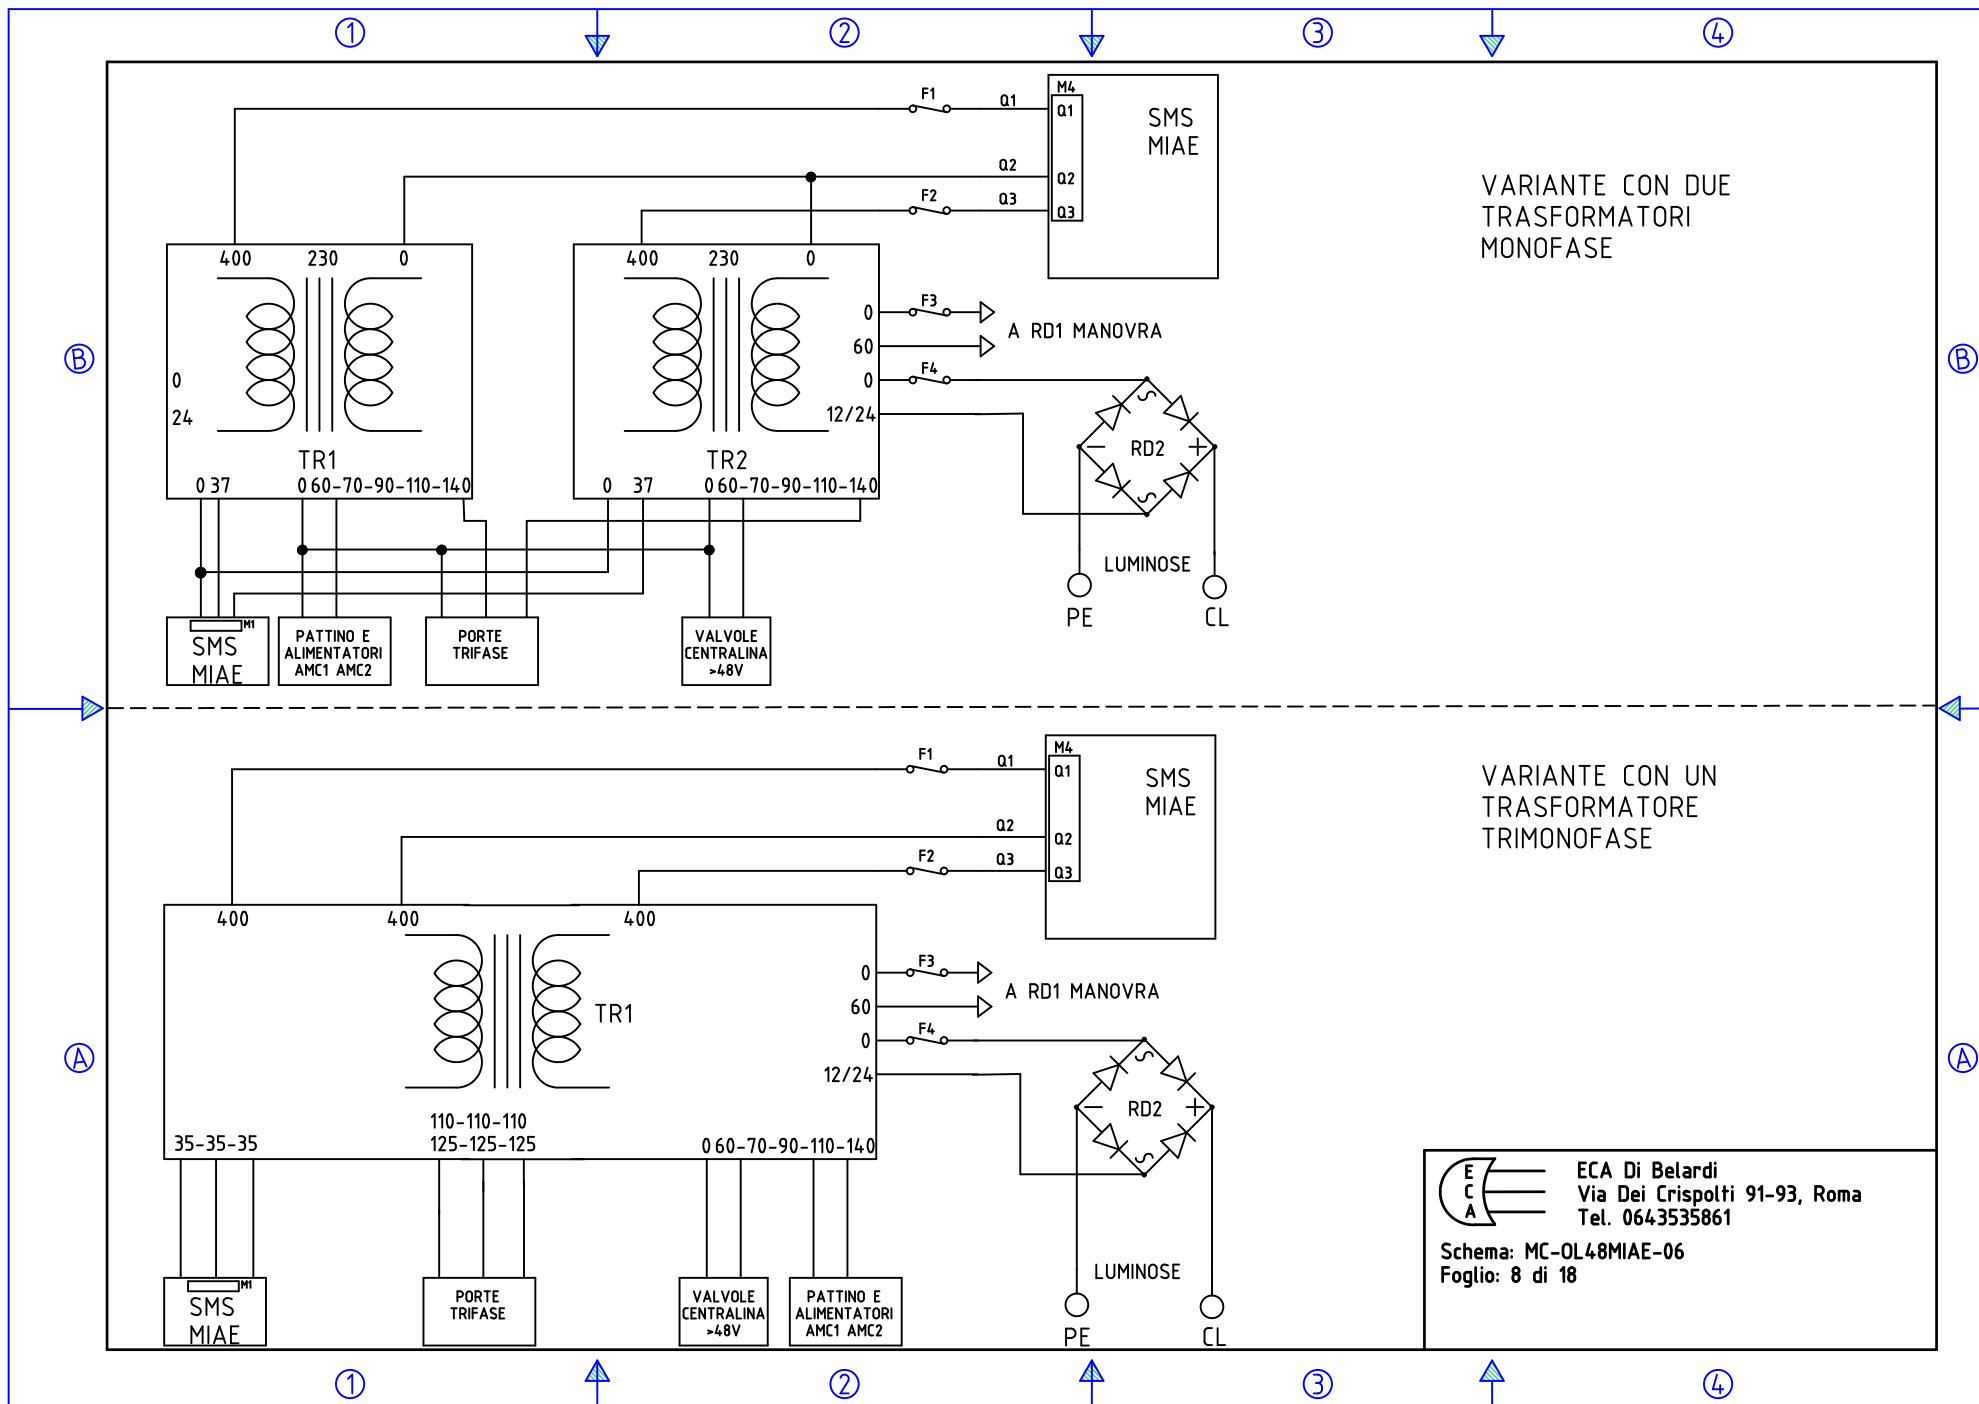 1 2 3 4
F1 Q1 M4
Q1
SMS
MIAE
Q2
Q2
F2 Q3
Q3
VARIANTE CON DUE
TRASFORMATORI
MONOFASE
400 230 0
400 230 0
0
24
TR1
0 37 0 60-70-90-110-140
TR2
0 37 0 60-70-90-110-140
0 F3
60
A RD1 MANOVRA
0 F4
12/24
S
- RD2 +
S
LUMINOSE
PE CL
M1
SMS
MIAE
PATTINO E
ALIMENTATORI
AMC1 AMC2
PORTE
TRIFASE
VALVOLE
CENTRALINA
>48V
B B
F1 Q1 M4
Q1
SMS
MIAE
Q2
Q2
F2 Q3
Q3
VARIANTE CON UN
TRASFORMATORE
TRIMONOFASE
400 400 400
TR1
0 F3
60
A RD1 MANOVRA
0 F4
12/24
S
- RD2 +
S
110-110-110
35-35-35 125-125-125 0 60-70-90-110-140
LUMINOSE
PE CL
M1
SMS
MIAE
PORTE
TRIFASE
VALVOLE
CENTRALINA
>48V
PATTINO E
ALIMENTATORI
AMC1 AMC2
A A
E
C
A
ECA Di Belardi
Via Dei Crispolti 91-93, Roma
Tel. 0643535861
Schema: MC-OL48MIAE-06
Foglio: 8 di 18
1 2 3 4